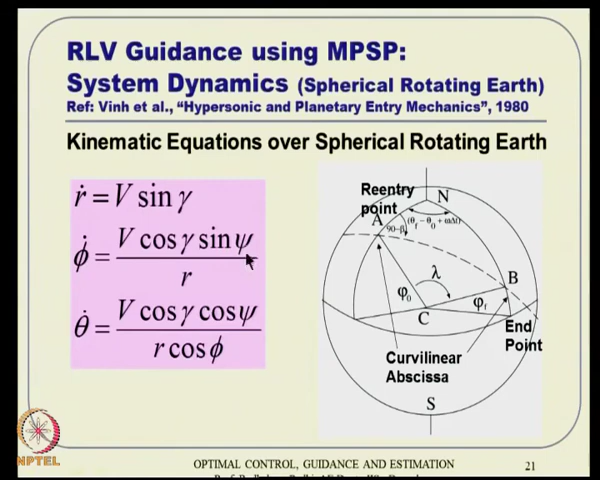 RLV Guidance using MPSP:
System Dynamics (Spherical Rotating Earth)
Ref: Vinh et al., “Hypersonic and Planetary Entry Mechanics”, 1980
Kinematic Equations over Spherical Rotating Earth
ṙ = V sin γ
ϕ̇ = V cos γ sin ψ / r
θ̇ = V cos γ cos ψ / r cos ϕ
Reentry
point
N
A
90-β
(θf − θ0 + ωΔt)
λ
B
φ0
φf
C
End
Point
Curvilinear
Abscissa
S
NPTEL
OPTIMAL CONTROL, GUIDANCE AND ESTIMATION
21